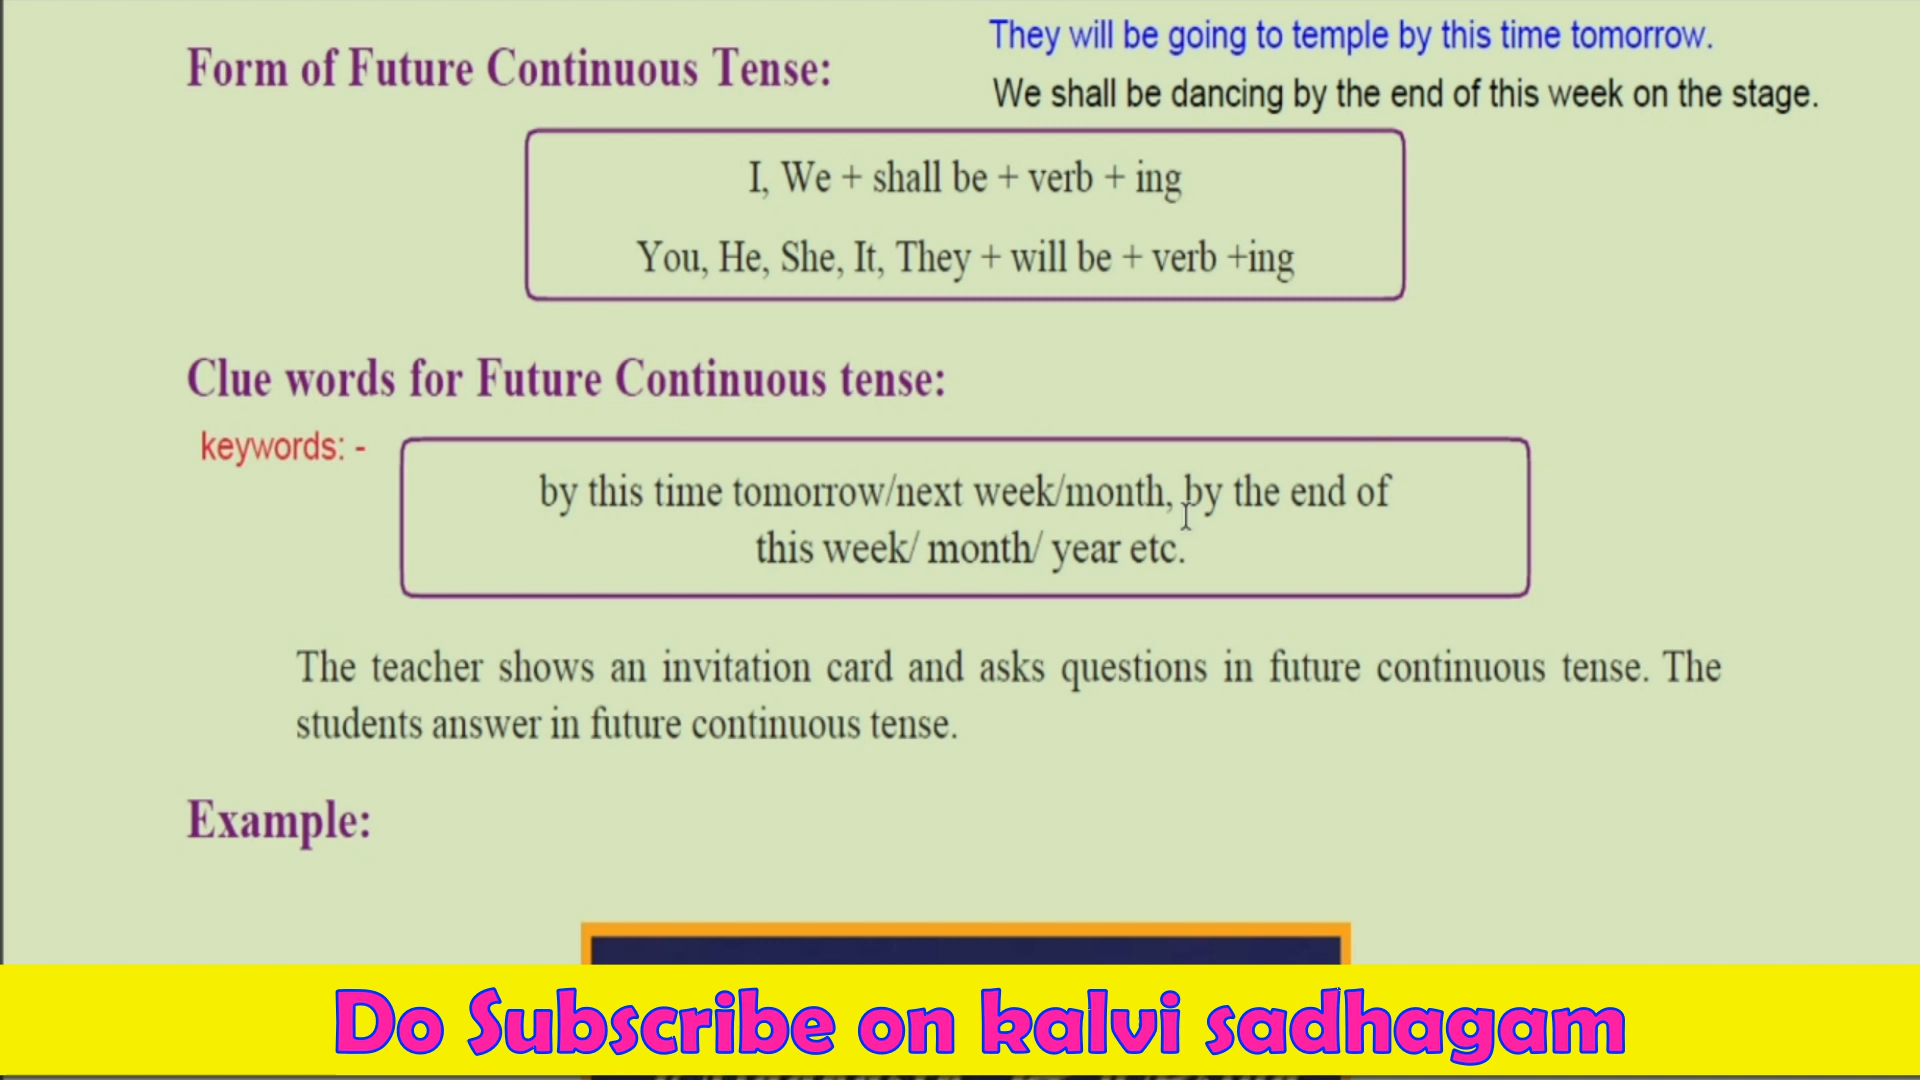 They will be going to temple by this time tomorrow.
Form of Future Continuous Tense:
We shall be dancing by the end of this week on the stage.
I, We + shall be + verb + ing
You, He, She, It, They + will be + verb +ing
Clue words for Future Continuous tense:
keywords: -
by this time tomorrow/next week/month, by the end of
this week/ month/ year etc.
The teacher shows an invitation card and asks questions in future continuous tense. The
students answer in future continuous tense.
Example:
Do Subscribe on kalvi sadhagam